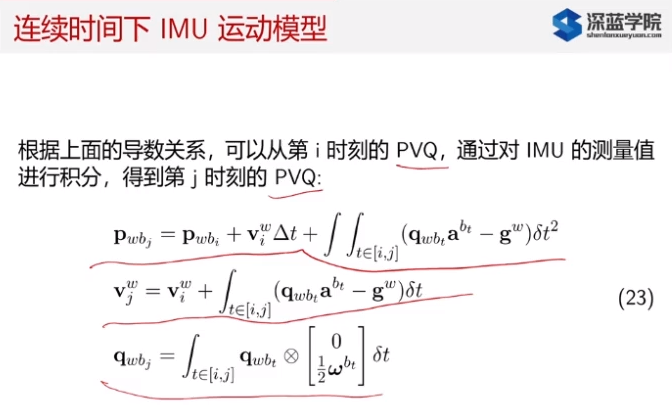 连续时间下 IMU 运动模型
深蓝学院
shenlanxueyuan.com
根据上面的导数关系，可以从第 i 时刻的 PVQ，通过对 IMU 的测量值
进行积分，得到第 j 时刻的 PVQ:
$\mathbf{p}_{wb_j} = \mathbf{p}_{wb_i} + \mathbf{v}_i^w \Delta t + \int\int_{t\in[i,j]} (\mathbf{q}_{wb_t}\mathbf{a}^{b_t} - \mathbf{g}^w)\delta t^2$
$\mathbf{v}_j^w = \mathbf{v}_i^w + \int_{t\in[i,j]} (\mathbf{q}_{wb_t}\mathbf{a}^{b_t} - \mathbf{g}^w)\delta t$ (23)
$\mathbf{q}_{wb_j} = \int_{t\in[i,j]} \mathbf{q}_{wb_t} \otimes \begin{bmatrix} 0 \\ \frac{1}{2}\boldsymbol{\omega}^{b_t} \end{bmatrix} \delta t$